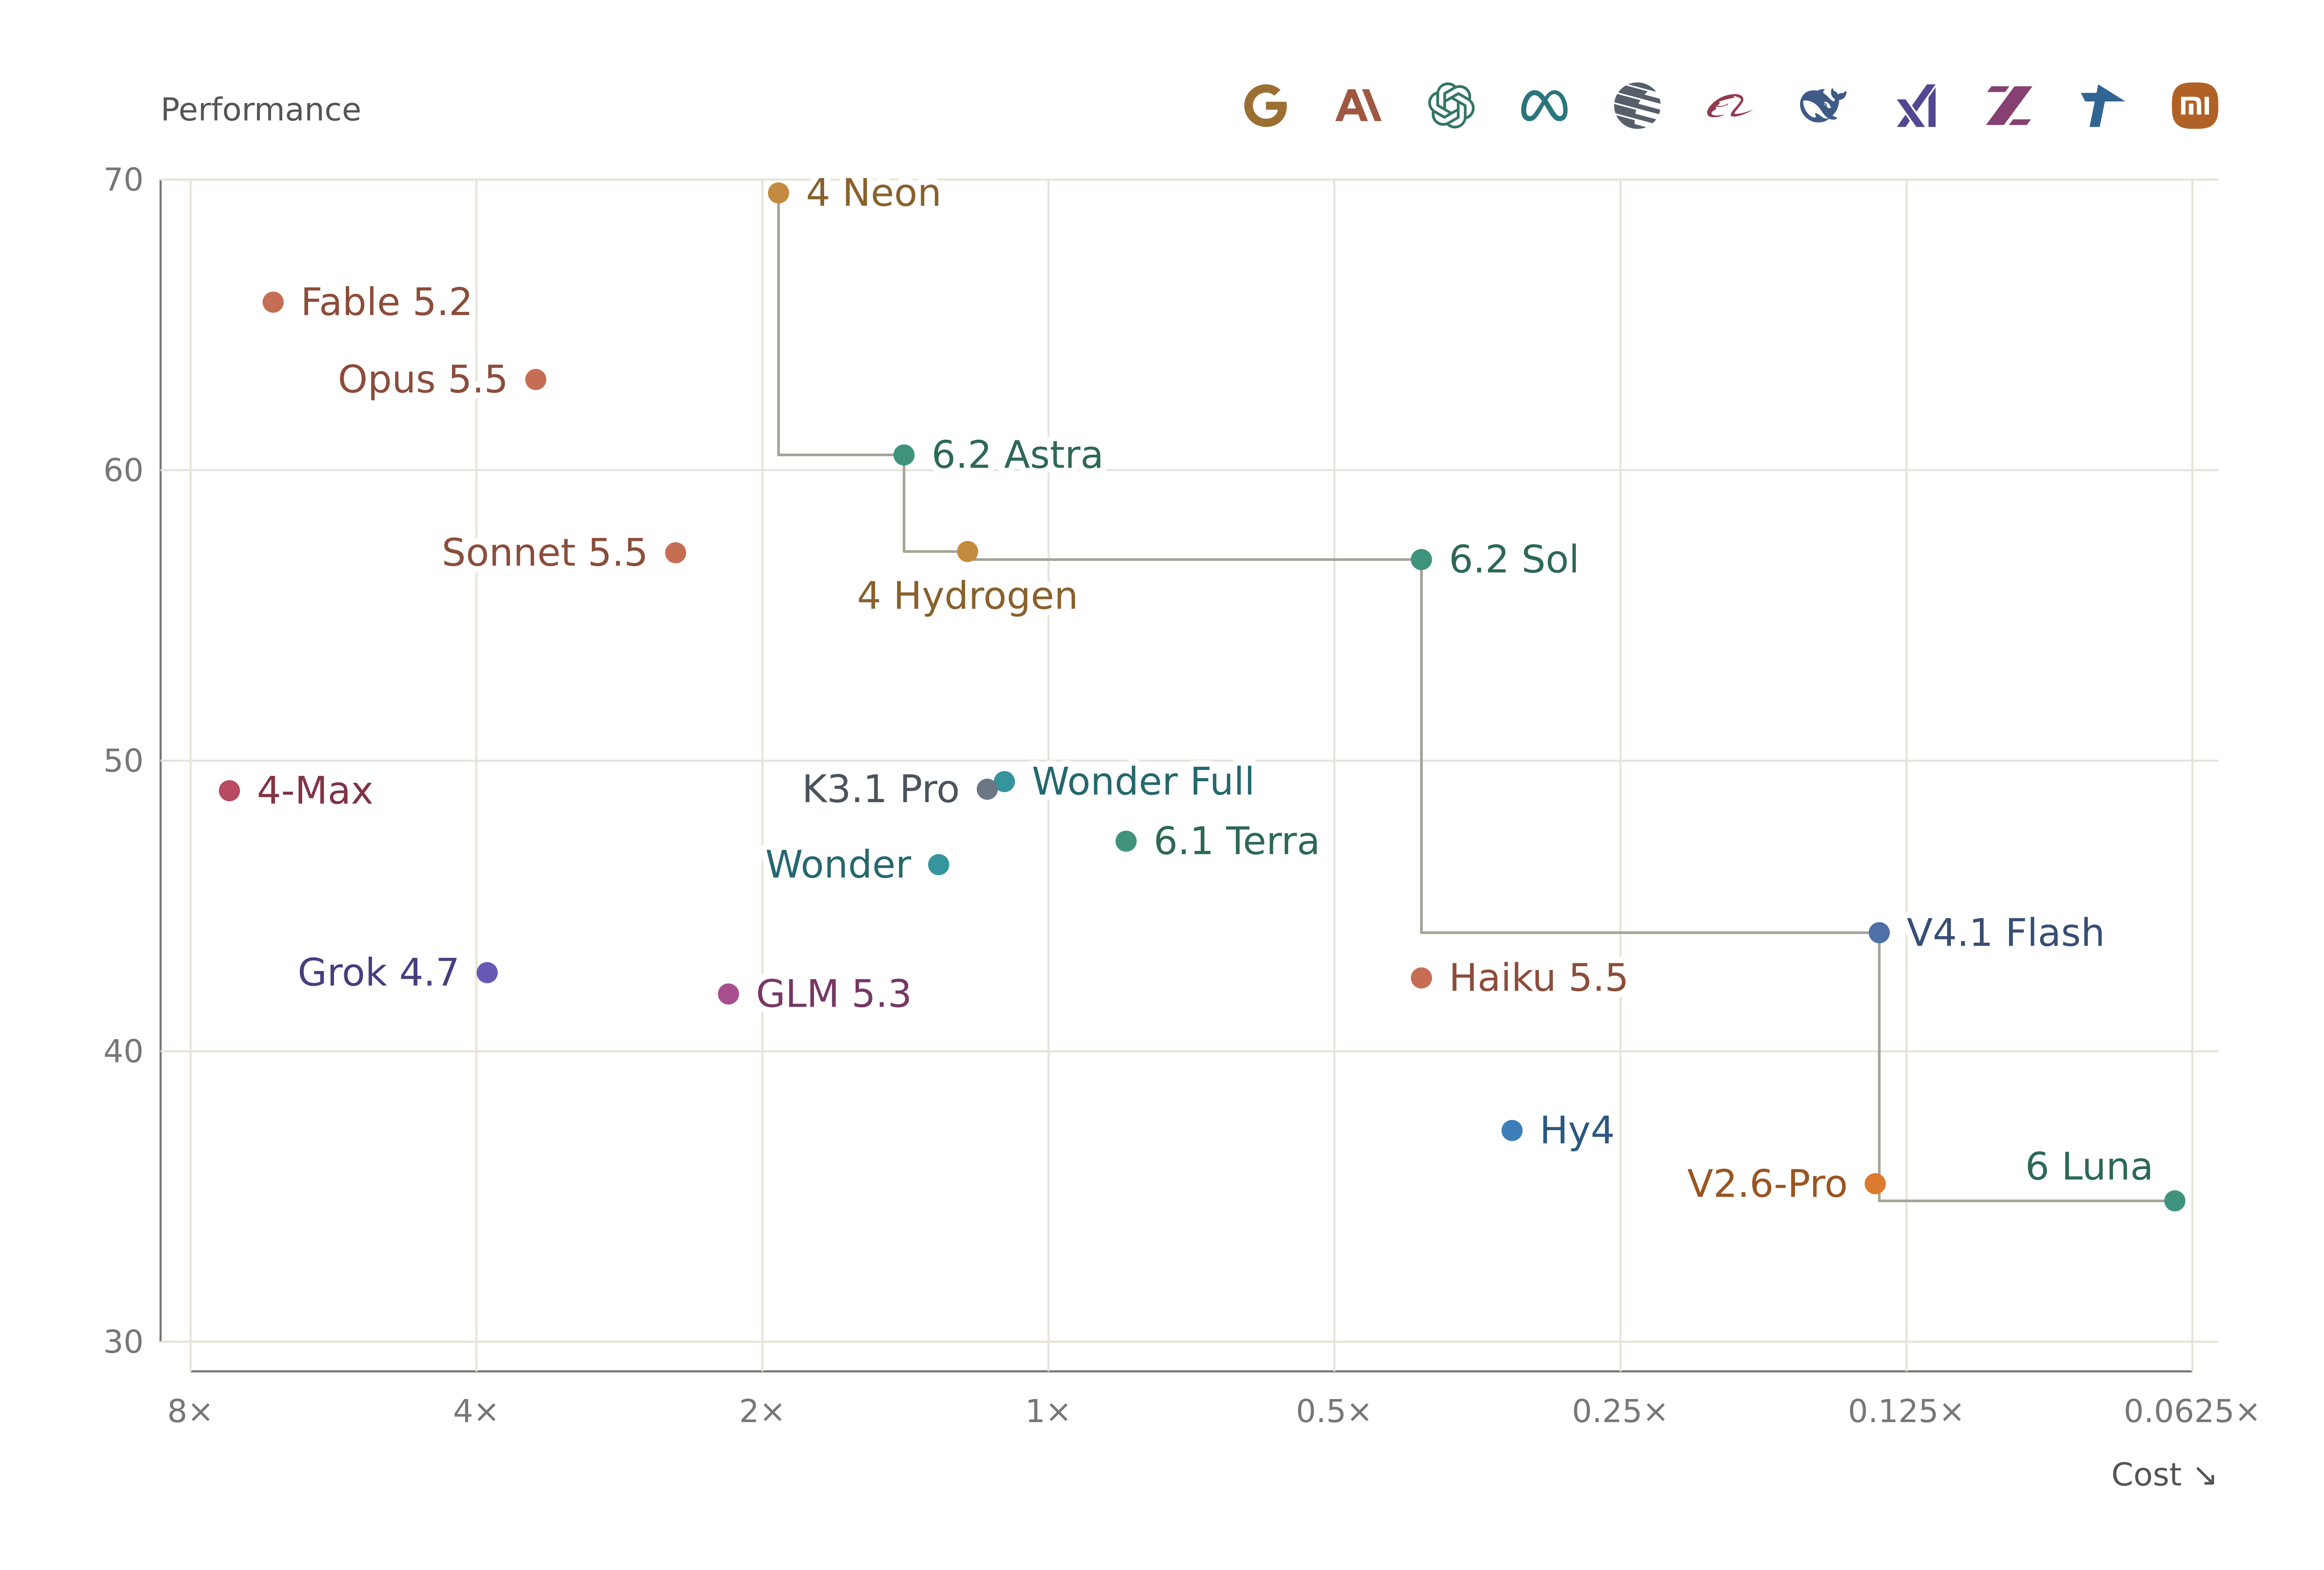 Performance
70
4 Neon
Fable 5.2
Opus 5.5
6.2 Astra
60
Sonnet 5.5
6.2 Sol
4 Hydrogen
50
4-Max
K3.1 Pro
Wonder Full
6.1 Terra
Wonder
V4.1 Flash
Grok 4.7
GLM 5.3
Haiku 5.5
40
Hy4
V2.6-Pro
6 Luna
30
8× 4× 2× 1× 0.5× 0.25× 0.125× 0.0625×
Cost ↘